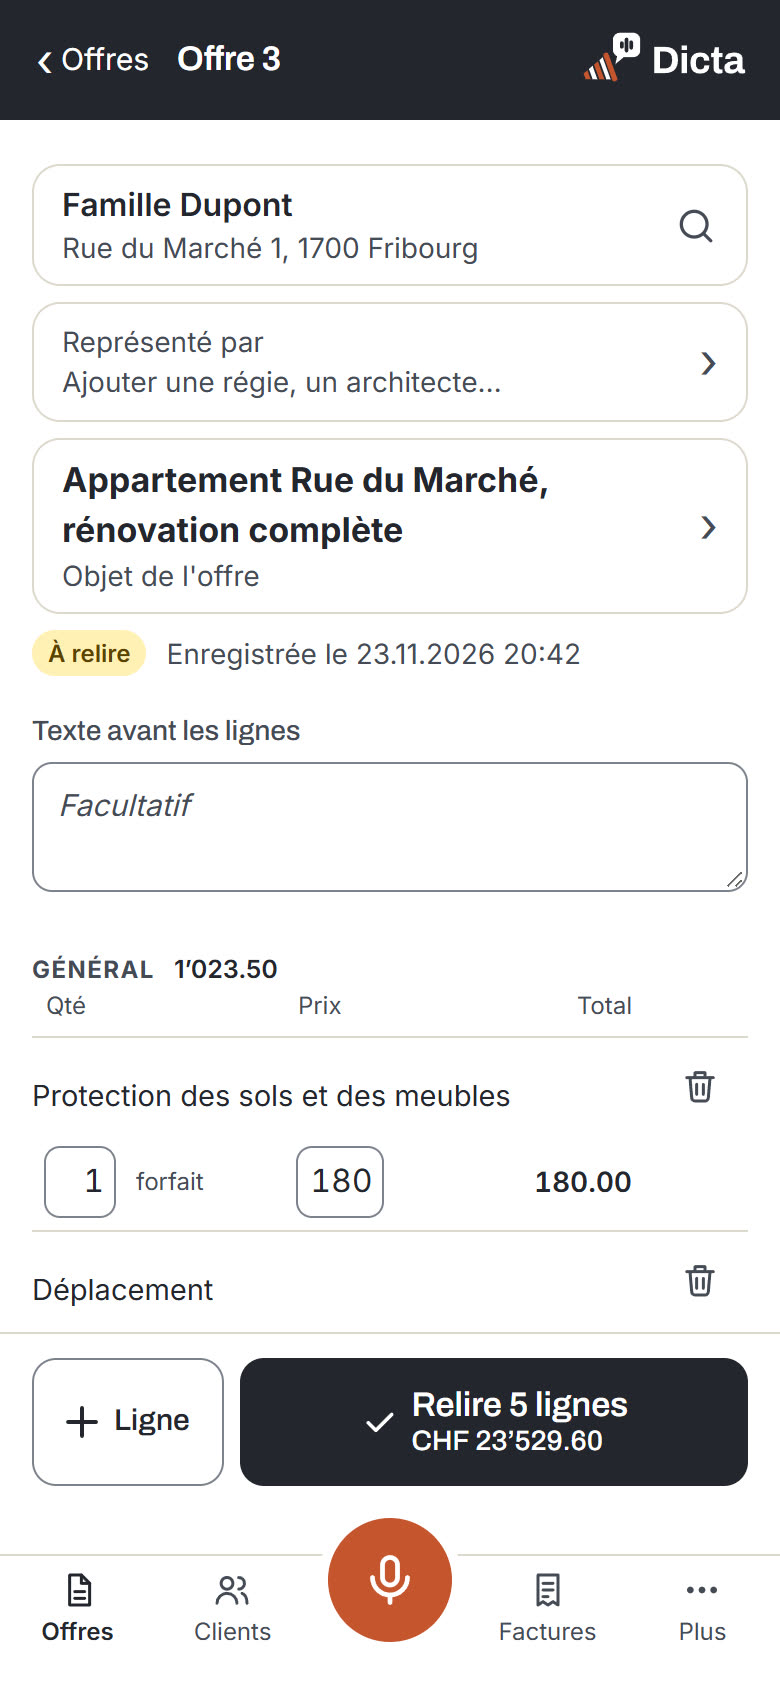 ‹ Offres Offre 3 Dicta
Famille Dupont
Rue du Marché 1, 1700 Fribourg
Représenté par
Ajouter une régie, un architecte...
Appartement Rue du Marché,
rénovation complète
Objet de l'offre
À relire Enregistrée le 23.11.2026 20:42
Texte avant les lignes
Facultatif
GÉNÉRAL 1’023.50
Qté Prix Total
Protection des sols et des meubles
1 forfait 180 180.00
Déplacement
Ligne
Relire 5 lignes
CHF 23’529.60
Offres Clients Factures Plus